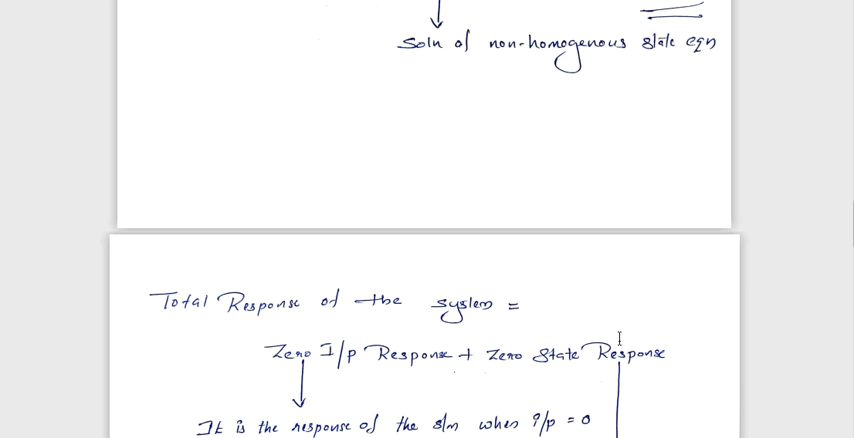 Soln of non-homogenous state eqn
Total Response of the system =
Zero I/p Response + Zero State Response
It is the response of the s/m when i/p = 0